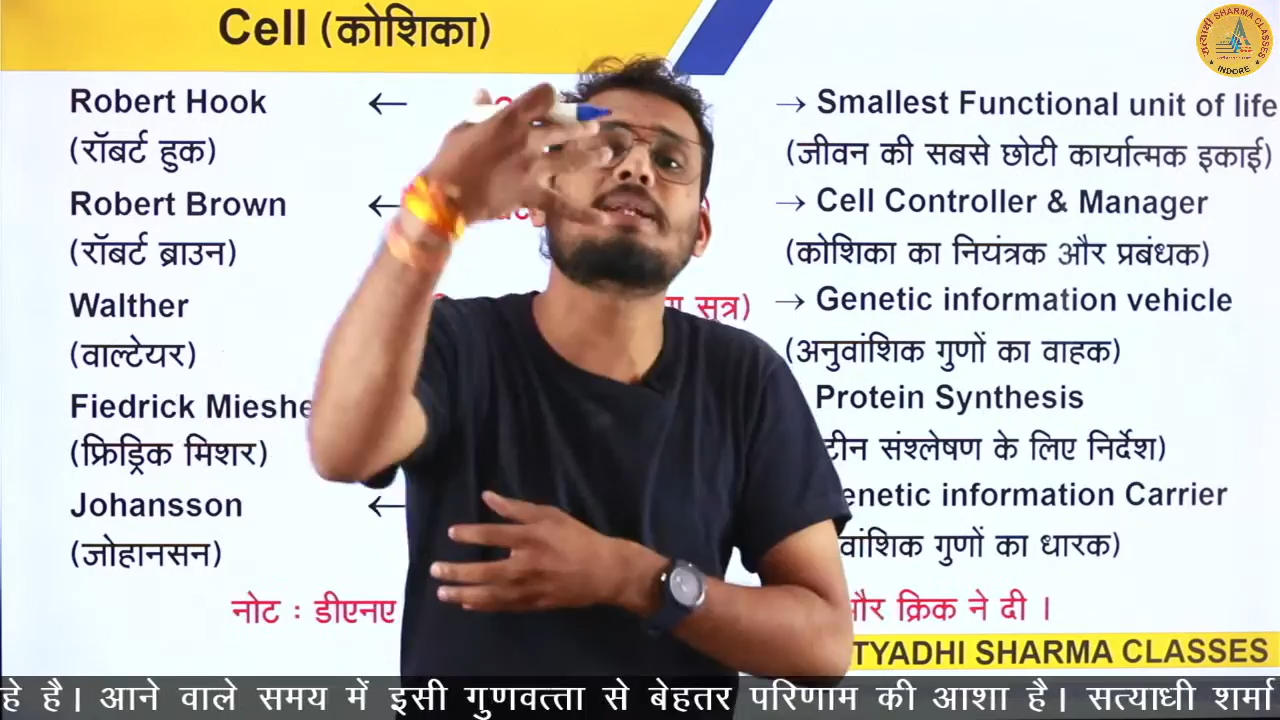 Cell (कोशिका)
सत्याधी SHARMA CLASSES
INDORE
Robert Hook ← → Smallest Functional unit of life
(रॉबर्ट हुक) (जीवन की सबसे छोटी कार्यात्मक इकाई)
Robert Brown ← → Cell Controller & Manager
(रॉबर्ट ब्राउन) (कोशिका का नियंत्रक और प्रबंधक)
Walther सूत्र) → Genetic information vehicle
(वाल्टेयर) (अनुवांशिक गुणों का वाहक)
Fiedrick Mieshe Protein Synthesis
(फ्रिड्रिक मिशर) टीन संश्लेषण के लिए निर्देश)
Johansson ← enetic information Carrier
(जोहानसन) वांशिक गुणों का धारक)
नोट : डीएनए और क्रिक ने दी ।
TYADHI SHARMA CLASSES
हे है। आने वाले समय में इसी गुणवत्ता से बेहतर परिणाम की आशा है। सत्याधी शर्मा